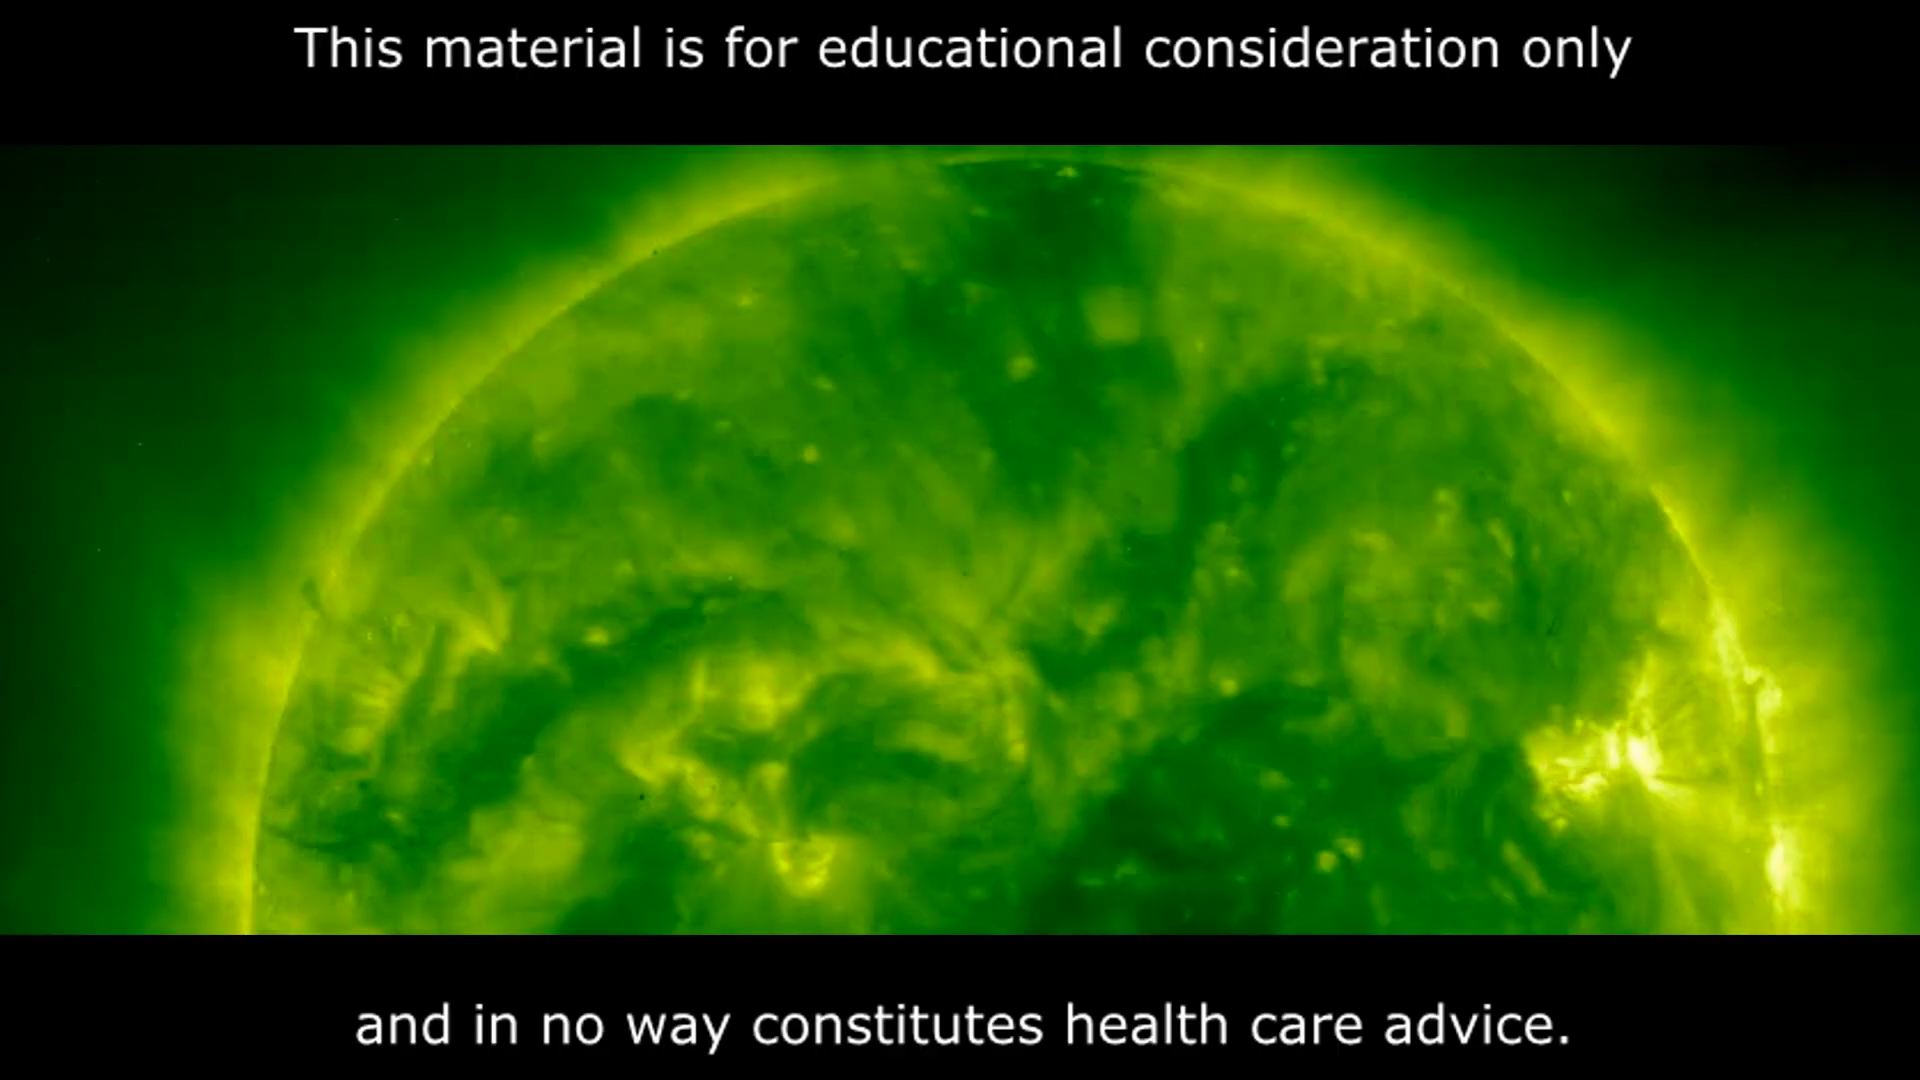 This material is for educational consideration only
and in no way constitutes health care advice.